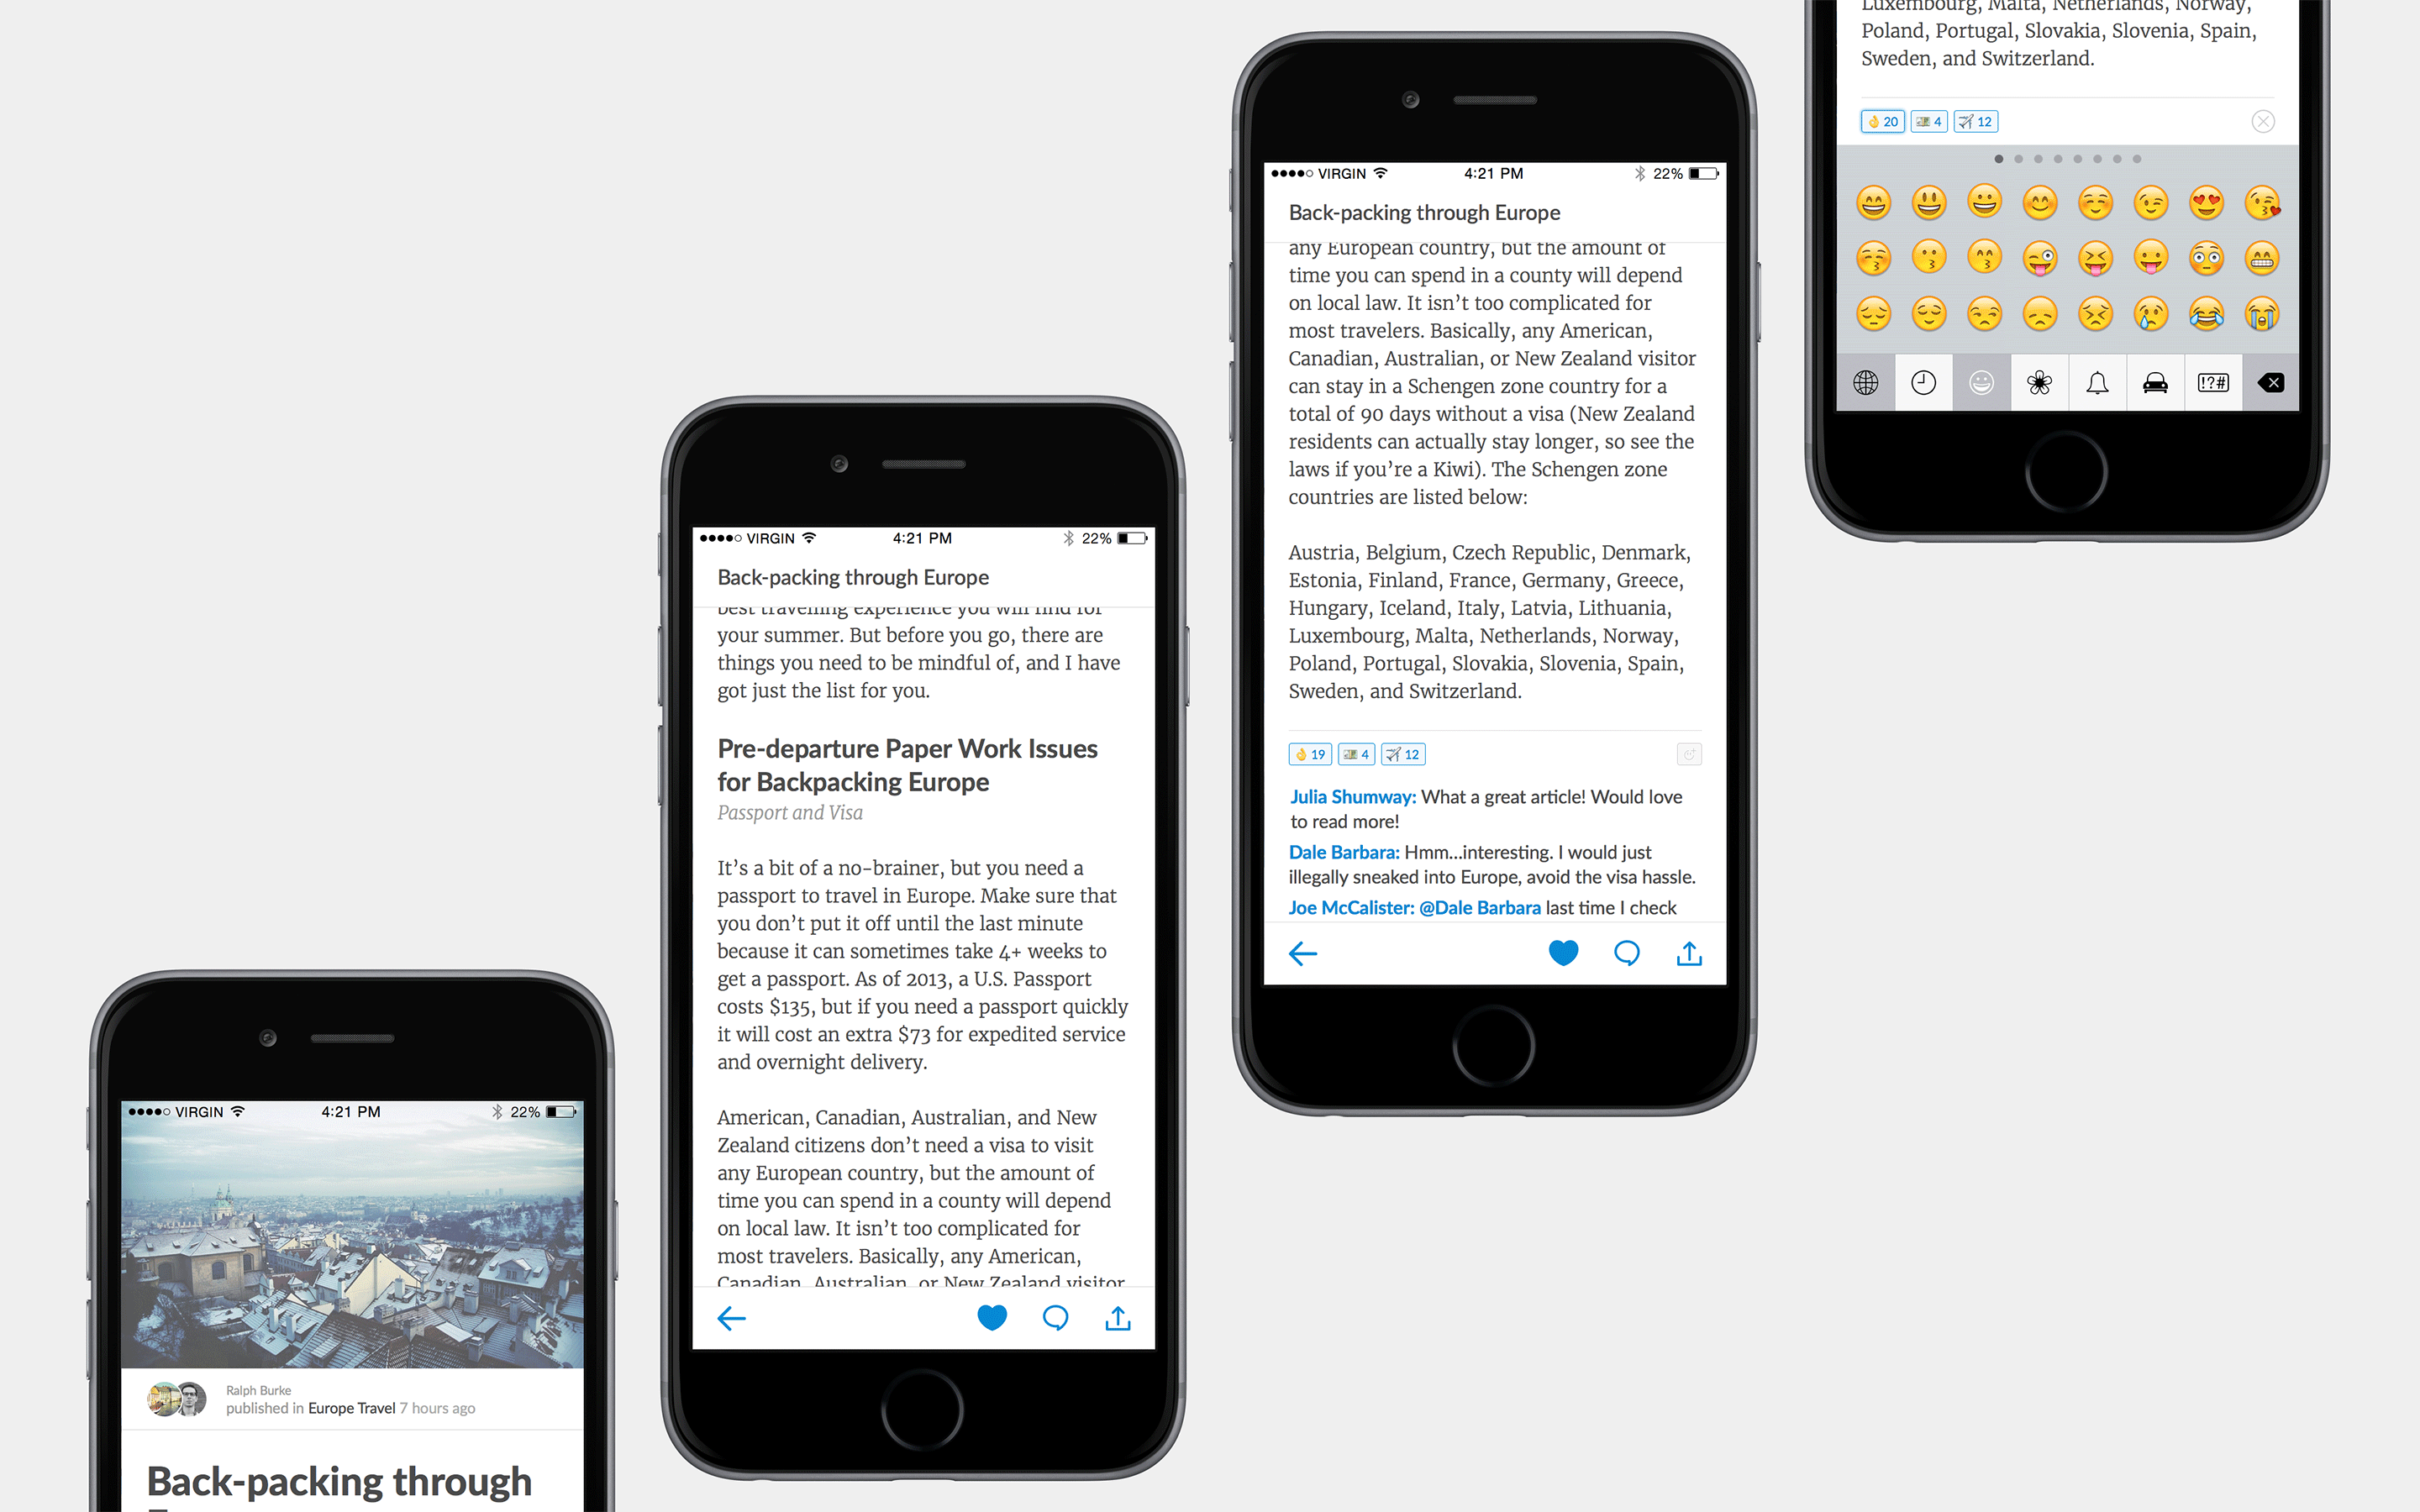 VIRGIN 4:21 PM 22%
Ralph Burke
published in Europe Travel 7 hours ago
Back-packing through
VIRGIN 4:21 PM 22%
Back-packing through Europe
best travelling experience you will find for
your summer. But before you go, there are
things you need to be mindful of, and I have
got just the list for you.
Pre-departure Paper Work Issues
for Backpacking Europe
Passport and Visa
It’s a bit of a no-brainer, but you need a
passport to travel in Europe. Make sure that
you don’t put it off until the last minute
because it can sometimes take 4+ weeks to
get a passport. As of 2013, a U.S. Passport
costs $135, but if you need a passport quickly
it will cost an extra $73 for expedited service
and overnight delivery.
American, Canadian, Australian, and New
Zealand citizens don’t need a visa to visit
any European country, but the amount of
time you can spend in a county will depend
on local law. It isn’t too complicated for
most travelers. Basically, any American,
Canadian, Australian, or New Zealand visitor
VIRGIN 4:21 PM 22%
Back-packing through Europe
any European country, but the amount of
time you can spend in a county will depend
on local law. It isn’t too complicated for
most travelers. Basically, any American,
Canadian, Australian, or New Zealand visitor
can stay in a Schengen zone country for a
total of 90 days without a visa (New Zealand
residents can actually stay longer, so see the
laws if you’re a Kiwi). The Schengen zone
countries are listed below:
Austria, Belgium, Czech Republic, Denmark,
Estonia, Finland, France, Germany, Greece,
Hungary, Iceland, Italy, Latvia, Lithuania,
Luxembourg, Malta, Netherlands, Norway,
Poland, Portugal, Slovakia, Slovenia, Spain,
Sweden, and Switzerland.
👌 19 💵 4 ✈ 12
Julia Shumway: What a great article! Would love
to read more!
Dale Barbara: Hmm...interesting. I would just
illegally sneaked into Europe, avoid the visa hassle.
Joe McCalister: @Dale Barbara last time I check
Luxembourg, Malta, Netherlands, Norway,
Poland, Portugal, Slovakia, Slovenia, Spain,
Sweden, and Switzerland.
👌 20 💵 4 ✈ 12
!?#